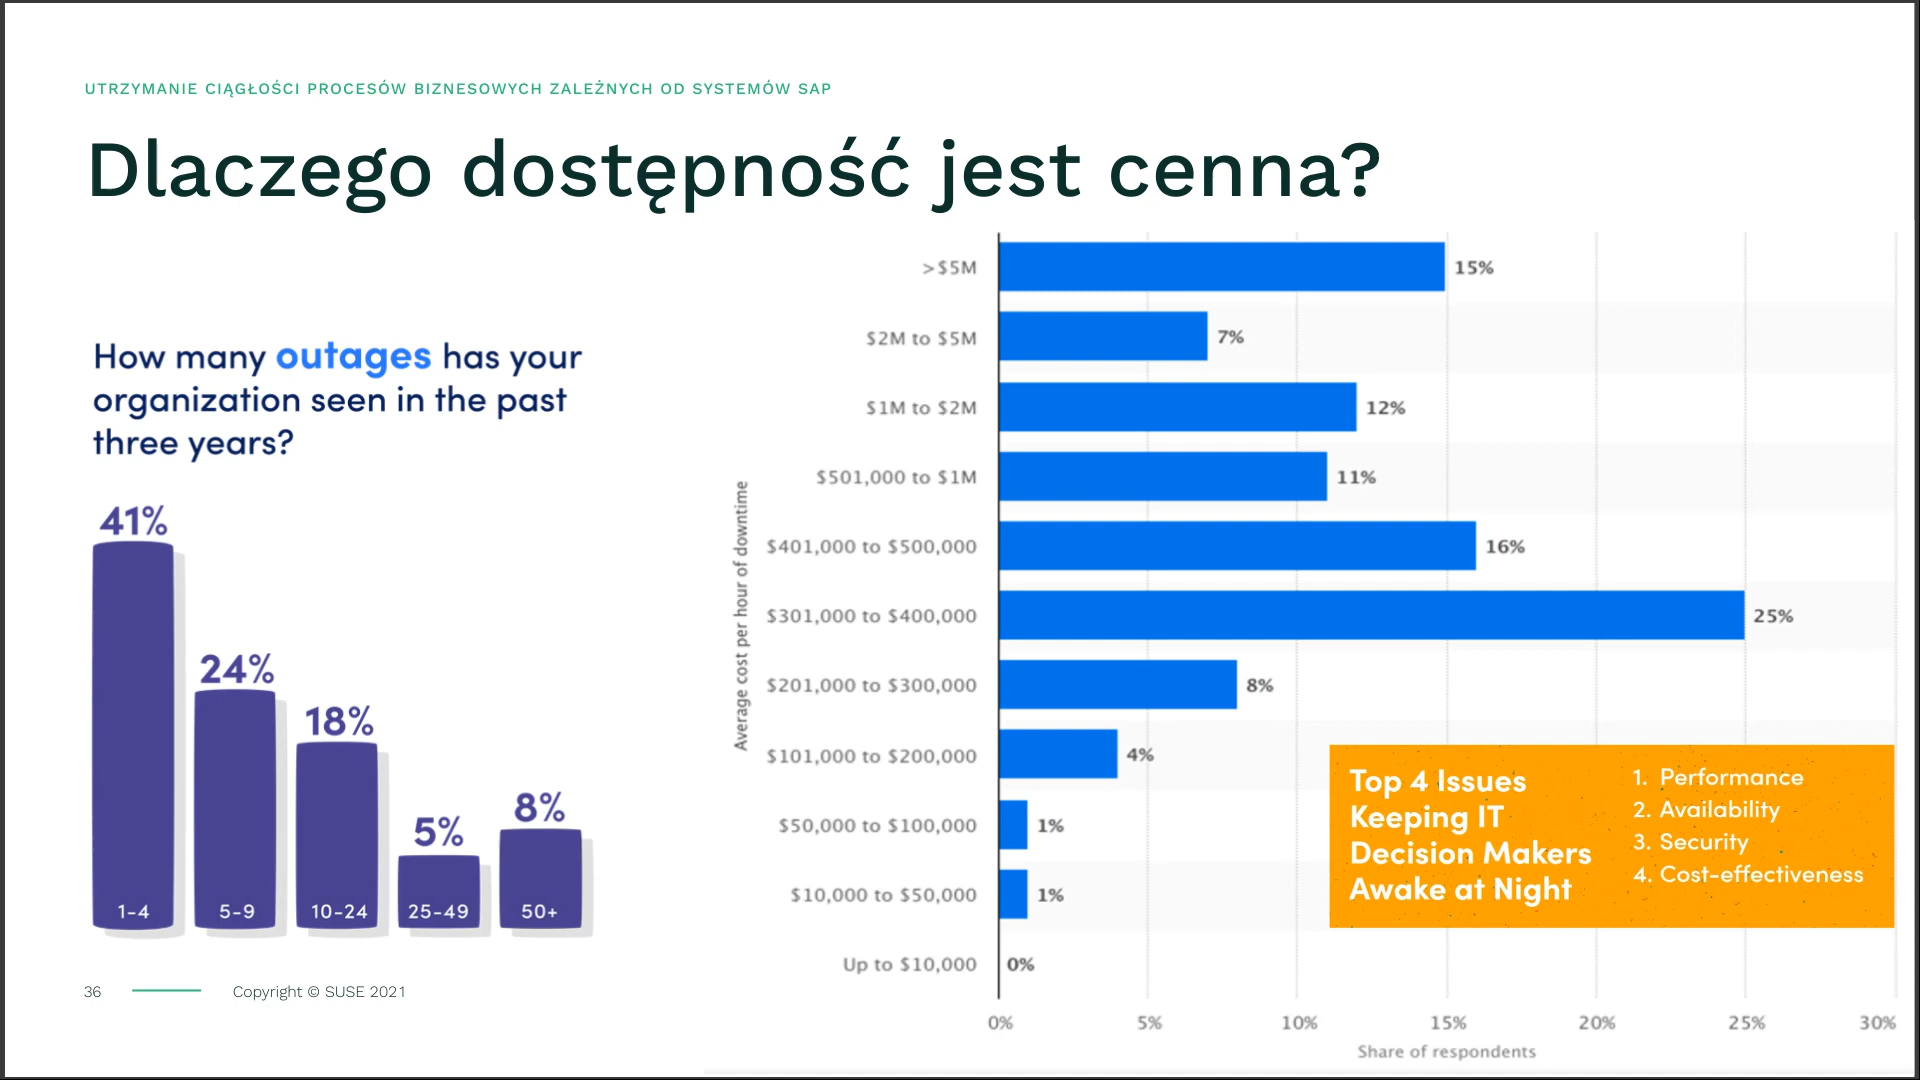 UTRZYMANIE CIĄGŁOŚCI PROCESÓW BIZNESOWYCH ZALEŻNYCH OD SYSTEMÓW SAP
Dlaczego dostępność jest cenna?
How many outages has your
organization seen in the past
three years?
41%
24%
18%
5%
8%
1-4
5-9
10-24
25-49
50+
Average cost per hour of downtime
>$5M
15%
$2M to $5M
7%
$1M to $2M
12%
$501,000 to $1M
11%
$401,000 to $500,000
16%
$301,000 to $400,000
25%
$201,000 to $300,000
8%
$101,000 to $200,000
4%
$50,000 to $100,000
1%
$10,000 to $50,000
1%
Up to $10,000
0%
0%
5%
10%
15%
20%
25%
30%
Share of respondents
Top 4 Issues
Keeping IT
Decision Makers
Awake at Night
1. Performance
2. Availability
3. Security
4. Cost-effectiveness
36
Copyright © SUSE 2021